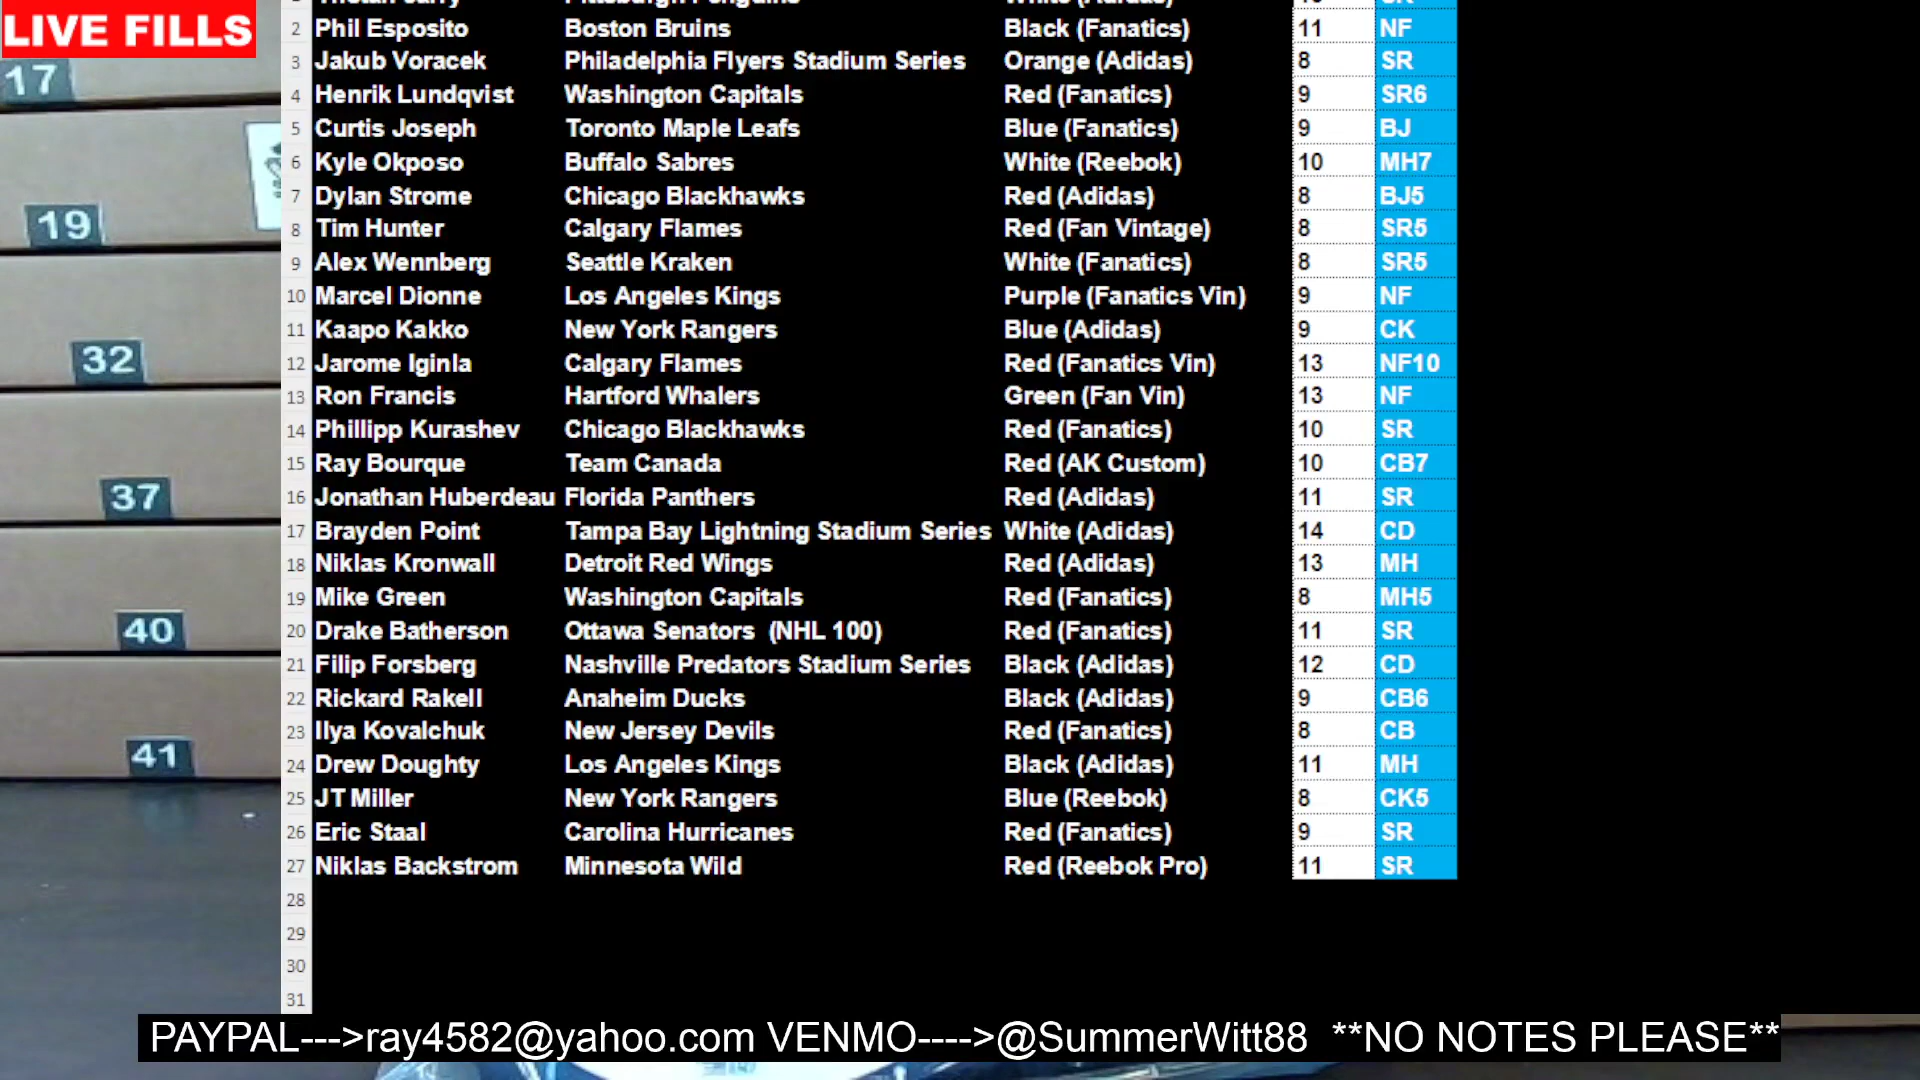 LIVE FILLS
17
19
32
37
40
41
2 Phil Esposito Boston Bruins Black (Fanatics) 11 NF
3 Jakub Voracek Philadelphia Flyers Stadium Series Orange (Adidas) 8 SR
4 Henrik Lundqvist Washington Capitals Red (Fanatics) 9 SR6
5 Curtis Joseph Toronto Maple Leafs Blue (Fanatics) 9 BJ
6 Kyle Okposo Buffalo Sabres White (Reebok) 10 MH7
7 Dylan Strome Chicago Blackhawks Red (Adidas) 8 BJ5
8 Tim Hunter Calgary Flames Red (Fan Vintage) 8 SR5
9 Alex Wennberg Seattle Kraken White (Fanatics) 8 SR5
10 Marcel Dionne Los Angeles Kings Purple (Fanatics Vin) 9 NF
11 Kaapo Kakko New York Rangers Blue (Adidas) 9 CK
12 Jarome Iginla Calgary Flames Red (Fanatics Vin) 13 NF10
13 Ron Francis Hartford Whalers Green (Fan Vin) 13 NF
14 Phillipp Kurashev Chicago Blackhawks Red (Fanatics) 10 SR
15 Ray Bourque Team Canada Red (AK Custom) 10 CB7
16 Jonathan Huberdeau Florida Panthers Red (Adidas) 11 SR
17 Brayden Point Tampa Bay Lightning Stadium Series White (Adidas) 14 CD
18 Niklas Kronwall Detroit Red Wings Red (Adidas) 13 MH
19 Mike Green Washington Capitals Red (Fanatics) 8 MH5
20 Drake Batherson Ottawa Senators (NHL 100) Red (Fanatics) 11 SR
21 Filip Forsberg Nashville Predators Stadium Series Black (Adidas) 12 CD
22 Rickard Rakell Anaheim Ducks Black (Adidas) 9 CB6
23 Ilya Kovalchuk New Jersey Devils Red (Fanatics) 8 CB
24 Drew Doughty Los Angeles Kings Black (Adidas) 11 MH
25 JT Miller New York Rangers Blue (Reebok) 8 CK5
26 Eric Staal Carolina Hurricanes Red (Fanatics) 9 SR
27 Niklas Backstrom Minnesota Wild Red (Reebok Pro) 11 SR
28
29
30
31
PAYPAL--->ray4582@yahoo.com VENMO---->@SummerWitt88 **NO NOTES PLEASE**